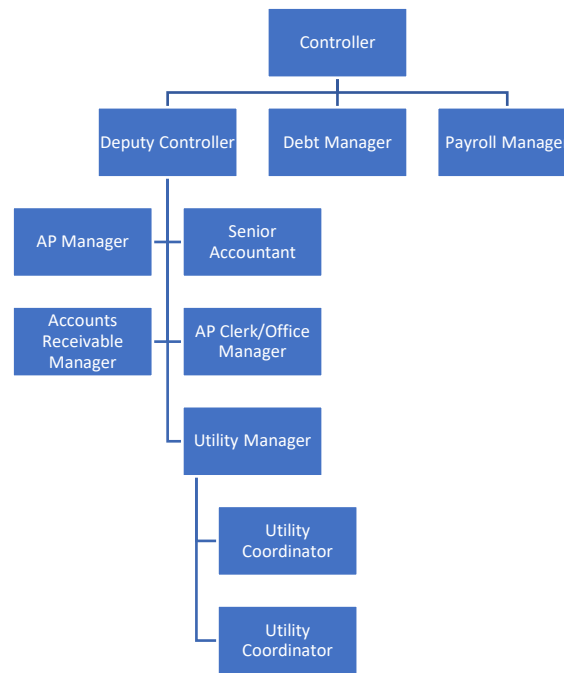 Controller
Deputy Controller
Debt Manager
Payroll Manage
AP Manager
Senior
Accountant
Accounts
Receivable
Manager
AP Clerk/Office
Manager
Utility Manager
Utility
Coordinator
Utility
Coordinator